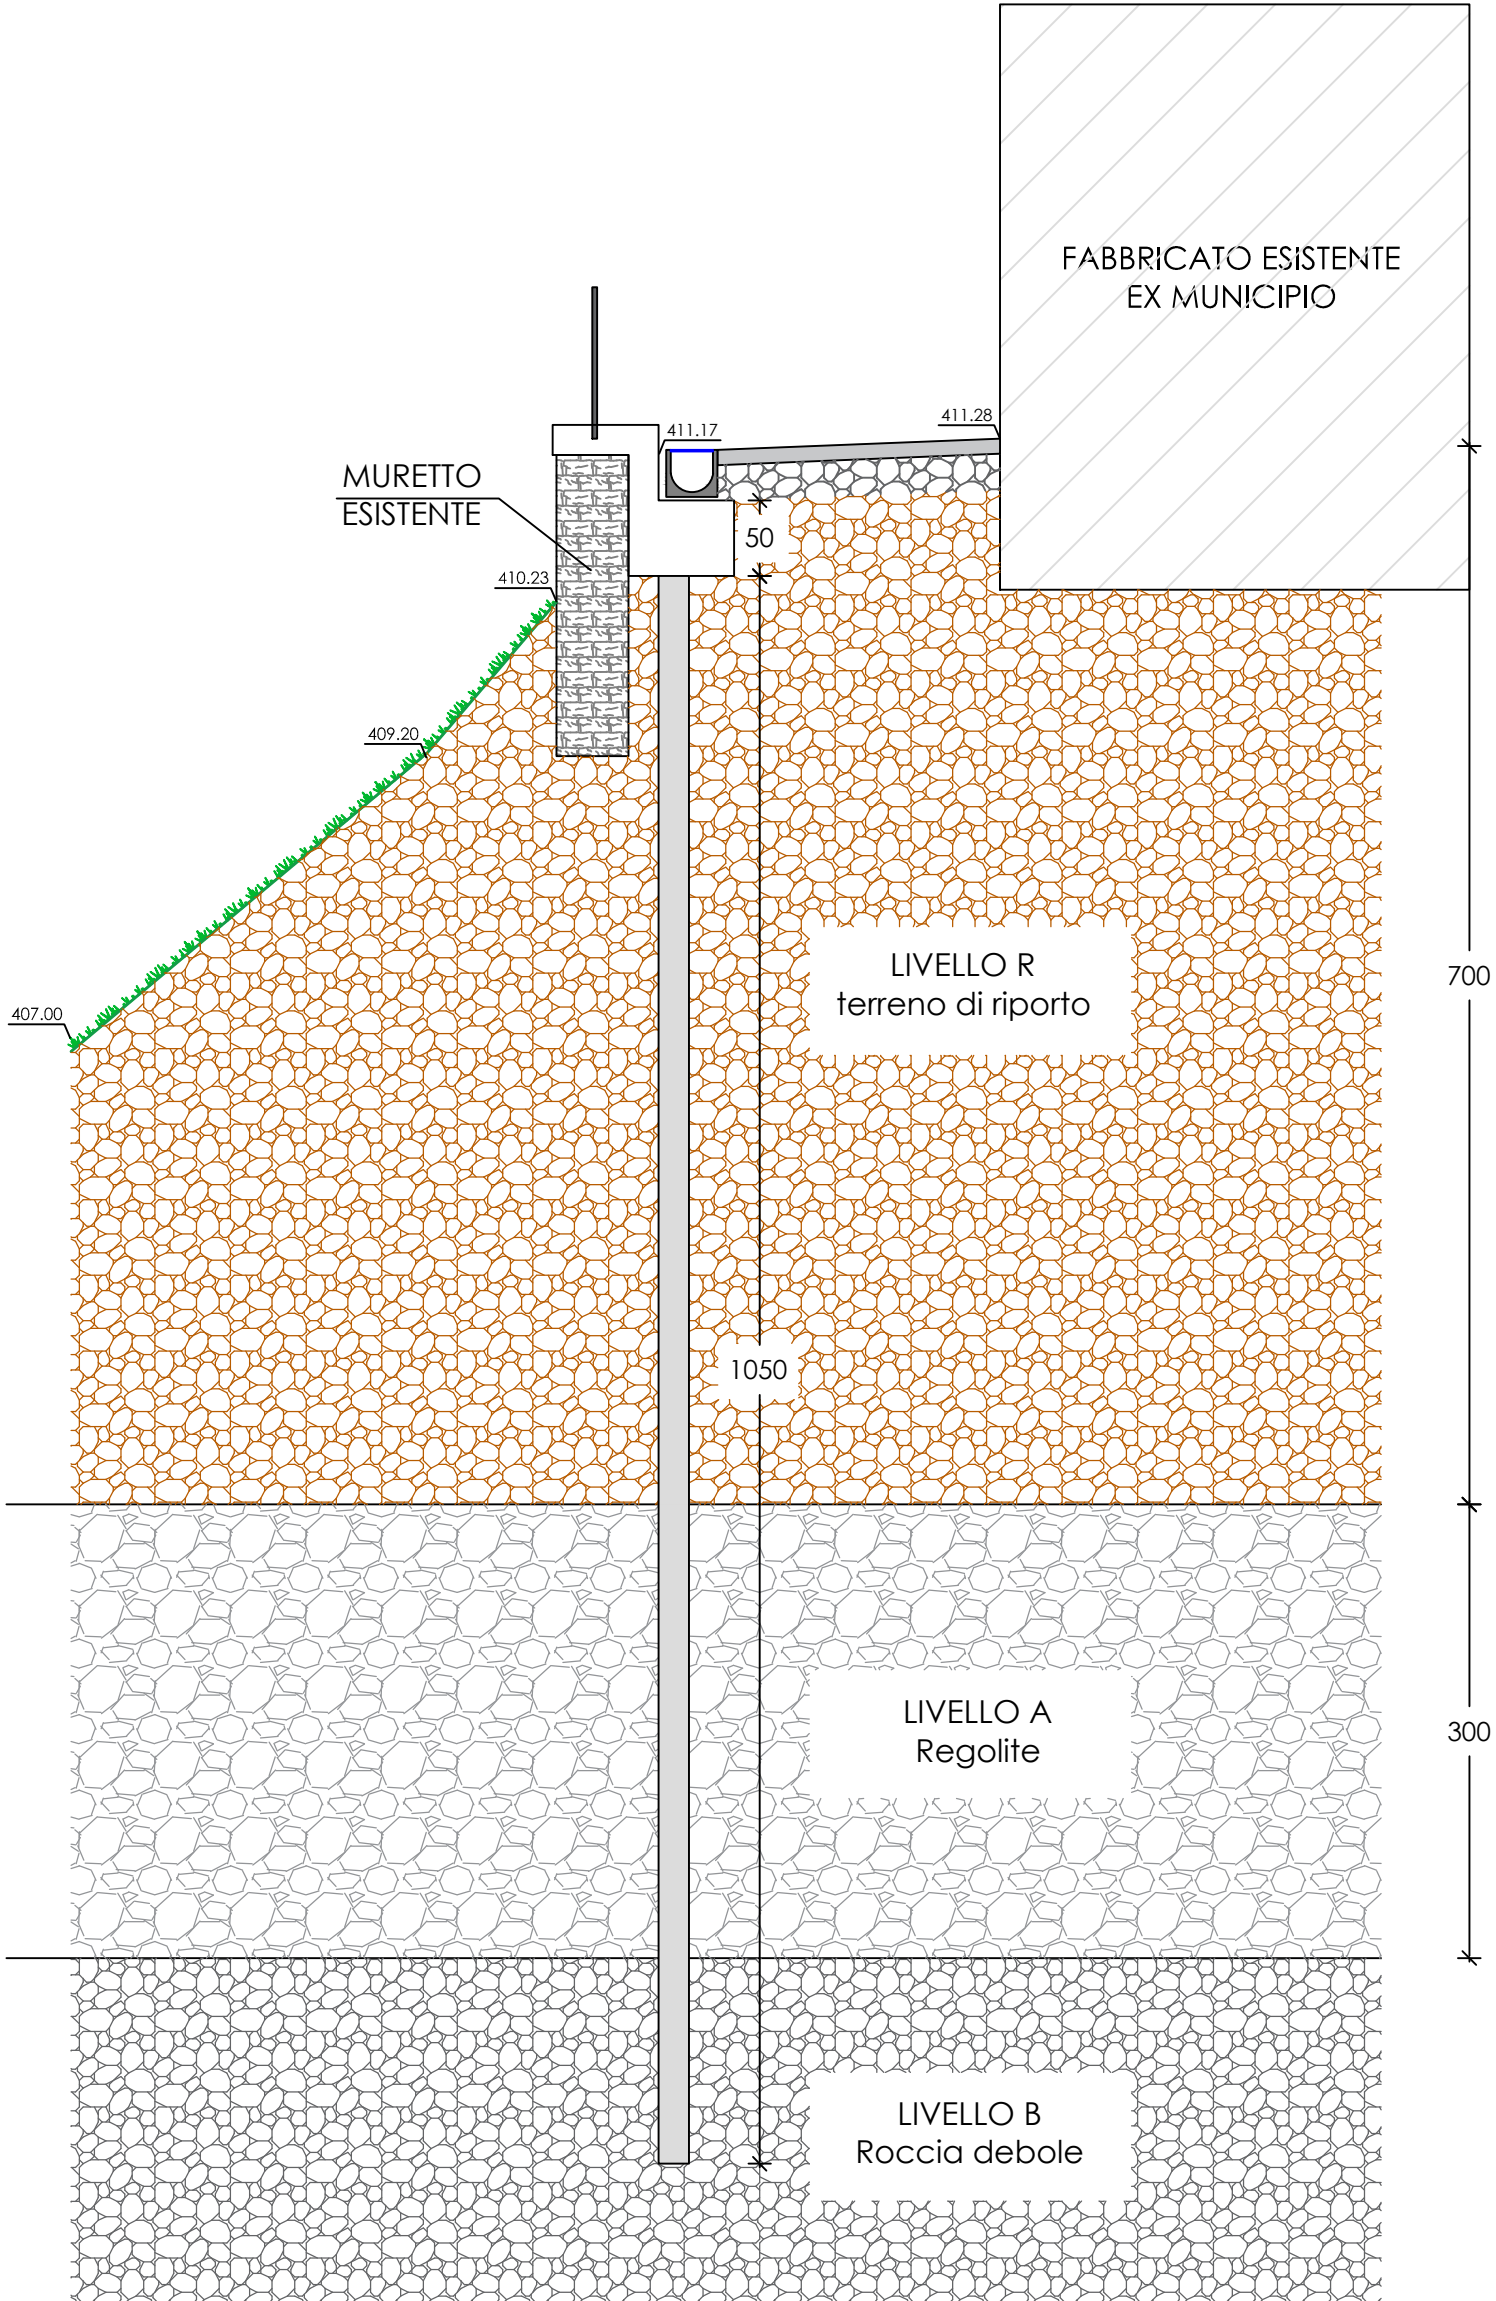 FABBRICATO ESISTENTE
EX MUNICIPIO
411.28
411.17
MURETTO
ESISTENTE
50
410.23
409.20
LIVELLO R
terreno di riporto
700
407.00
1050
LIVELLO A
Regolite
300
LIVELLO B
Roccia debole